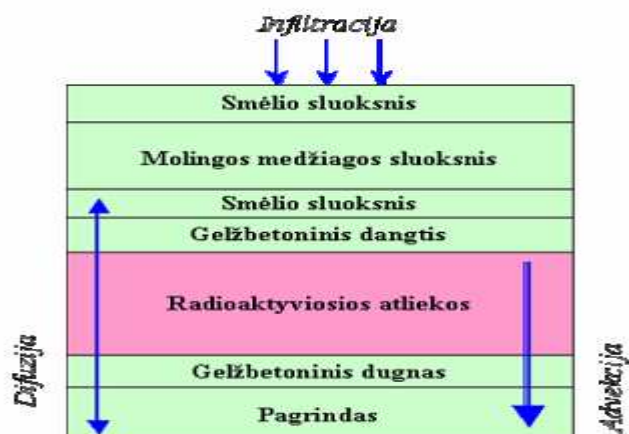 Infiltracija
Smėlio sluoksnis
Molingos medžiagos sluoksnis
Smėlio sluoksnis
Gelžbetoninis dangtis
Radioaktyviosios atliekos
Gelžbetoninis dugnas
Pagrindas
Difuzija
Advekcija